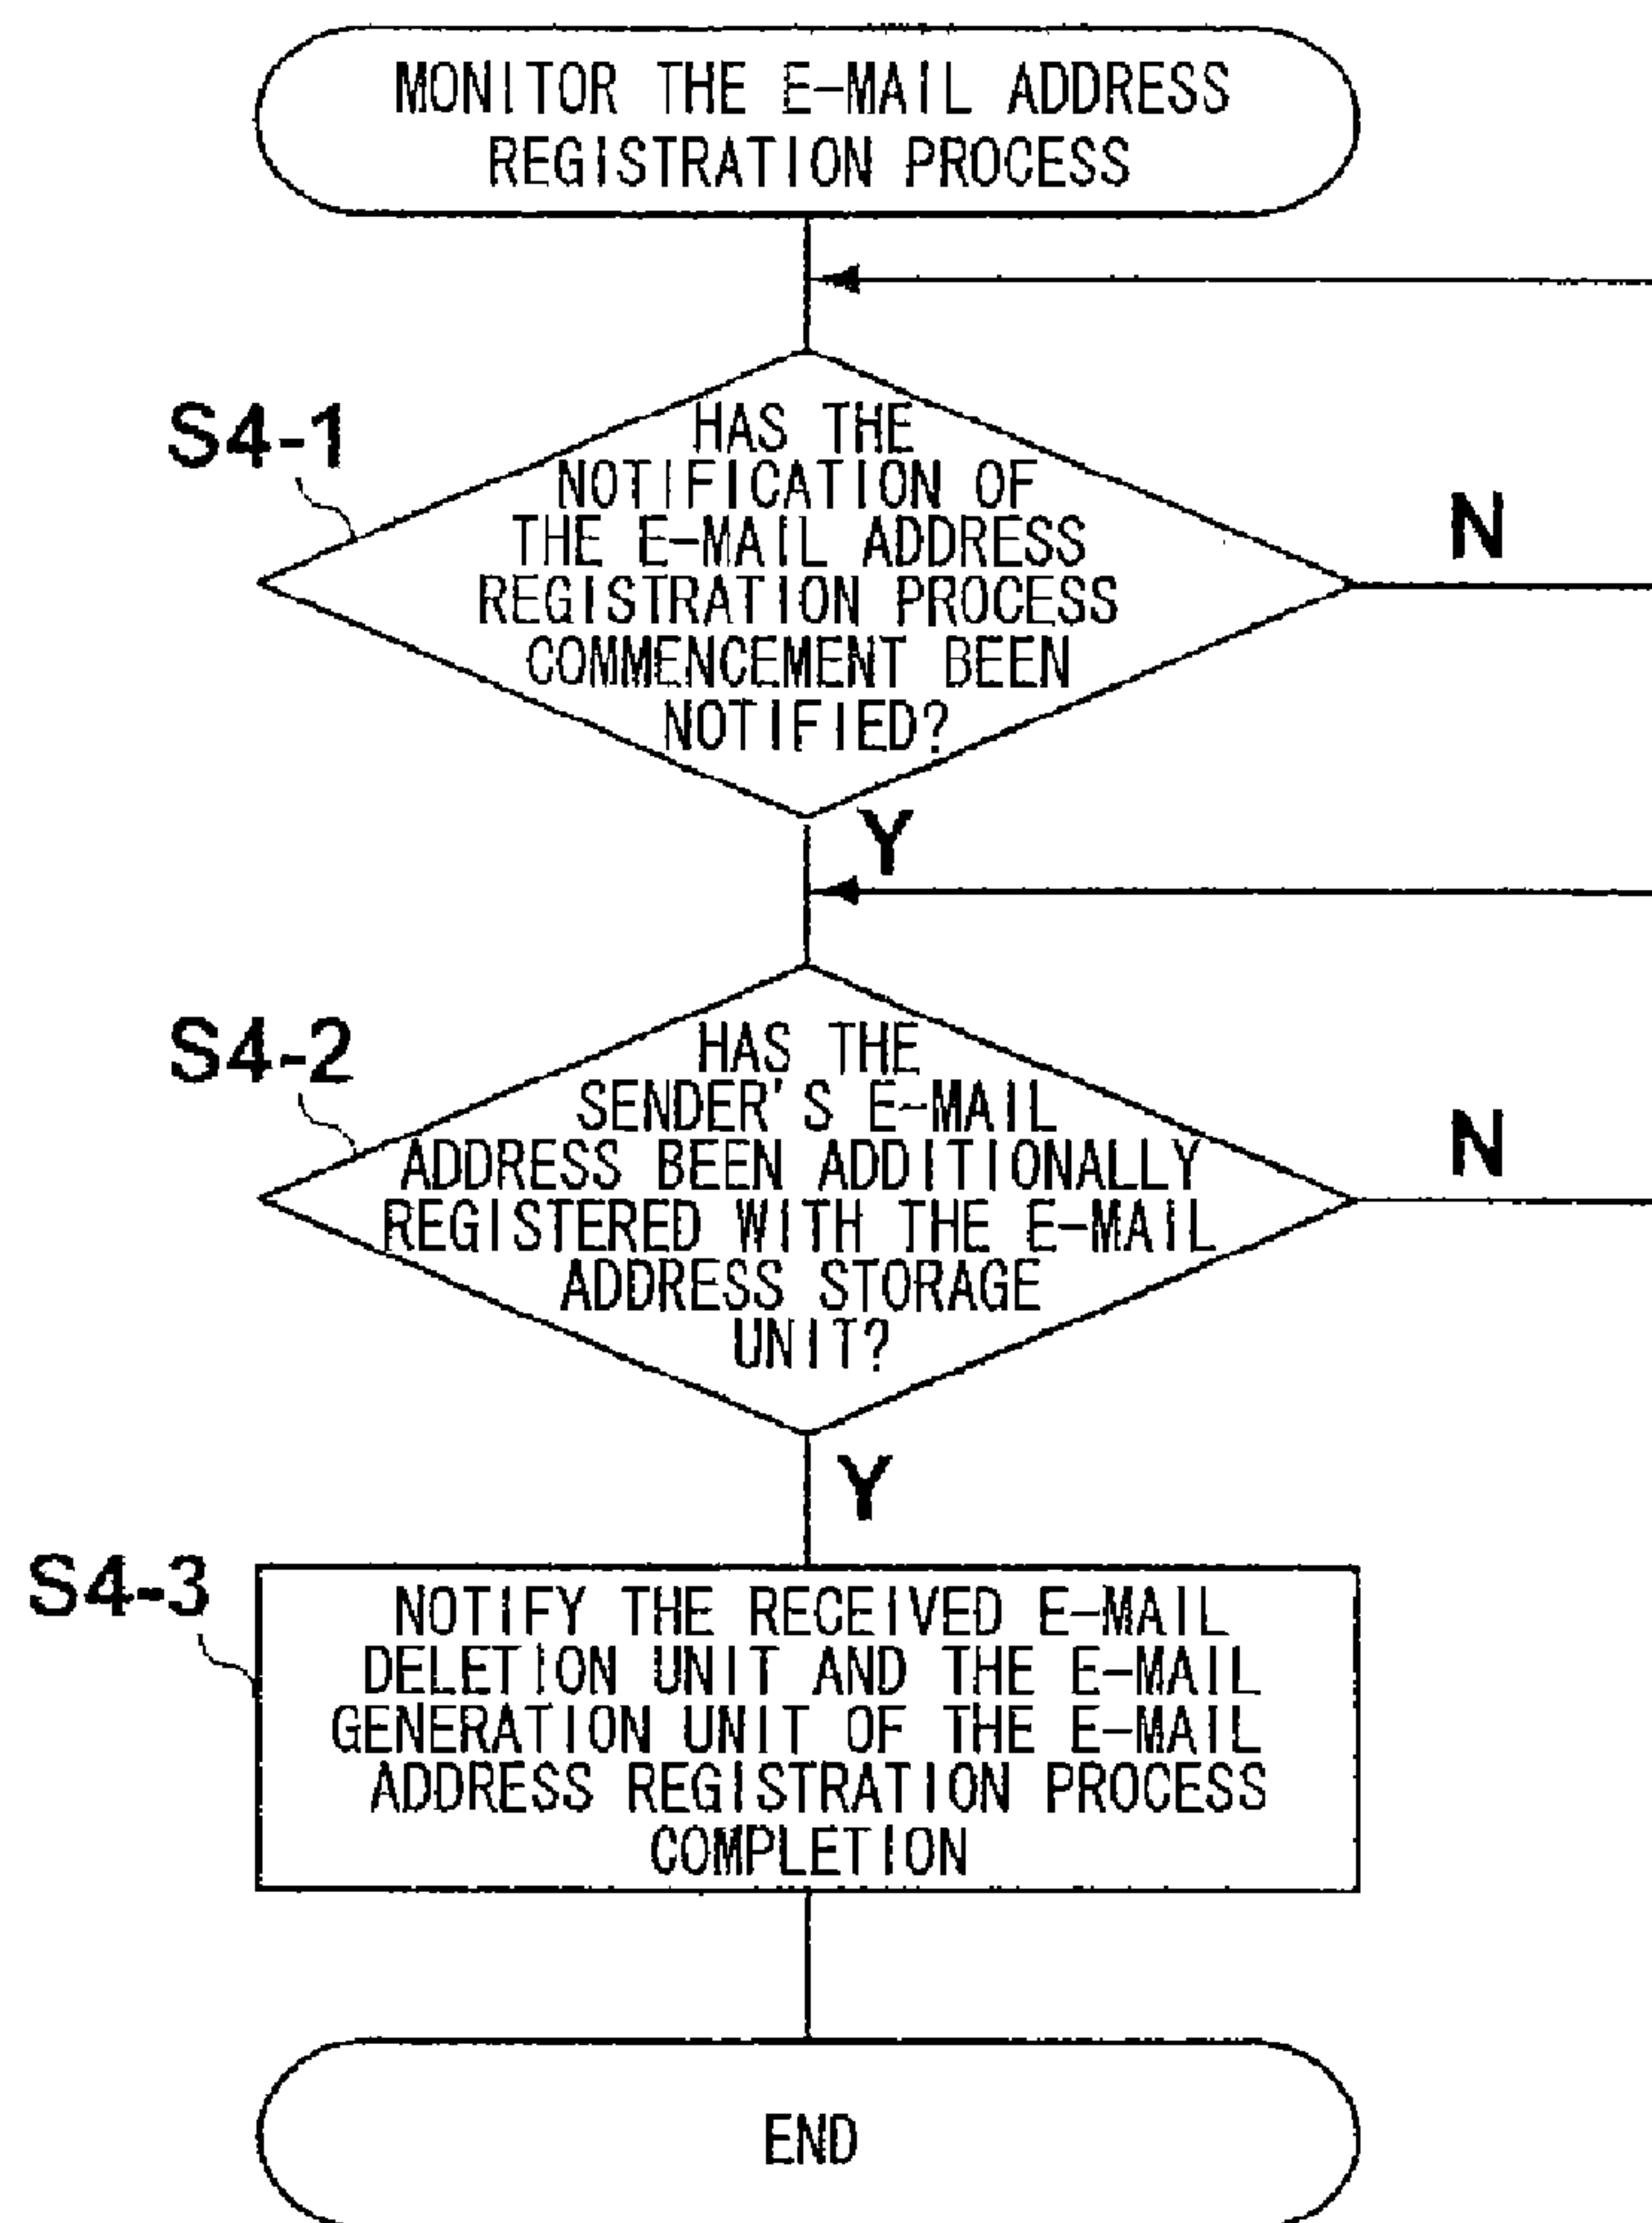 MONITOR THE E-MAIL ADDRESS
REGISTRATION PROCESS
S4-1
HAS THE
NOTIFICATION OF
THE E-MAIL ADDRESS
REGISTRATION PROCESS
COMMENCEMENT BEEN
NOTIFIED?
N
Y
S4-2
HAS THE
SENDER'S E-MAIL
ADDRESS BEEN ADDITIONALLY
REGISTERED WITH THE E-MAIL
ADDRESS STORAGE
UNIT?
N
Y
S4-3
NOTIFY THE RECEIVED E-MAIL
DELETION UNIT AND THE E-MAIL
GENERATION UNIT OF THE E-MAIL
ADDRESS REGISTRATION PROCESS
COMPLETION
END